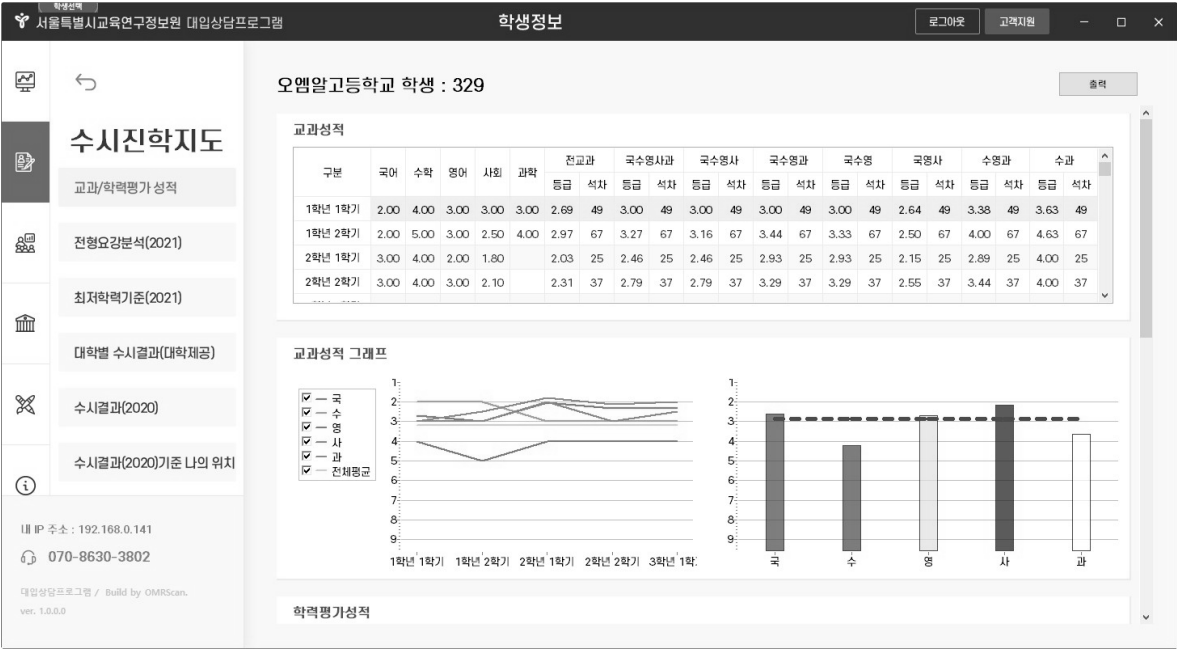 학생선택
서울특별시교육연구정보원 대입상담프로그램
학생정보
로그아웃
고객지원
수시진학지도
교과/학력평가 성적
전형요강분석(2021)
최저학력기준(2021)
대학별 수시결과(대학제공)
수시결과(2020)
수시결과(2020)기준 나의 위치
내 IP 주소 : 192.168.0.141
070-8630-3802
대입상담프로그램 / Build by OMRScan.
ver. 1.0.0.0
오엠알고등학교 학생 : 329
출력
교과성적
구분 국어 수학 영어 사회 과학 전교과 국수영사과 국수영사 국수영과 국수영 국영사 수영과 수과
등급 석차 등급 석차 등급 석차 등급 석차 등급 석차 등급 석차 등급 석차 등급 석차
1학년 1학기 2.00 4.00 3.00 3.00 3.00 2.69 49 3.00 49 3.00 49 3.00 49 3.00 49 2.64 49 3.38 49 3.63 49
1학년 2학기 2.00 5.00 3.00 2.50 4.00 2.97 67 3.27 67 3.16 67 3.44 67 3.33 67 2.50 67 4.00 67 4.63 67
2학년 1학기 3.00 4.00 2.00 1.80 2.03 25 2.46 25 2.46 25 2.93 25 2.93 25 2.15 25 2.89 25 4.00 25
2학년 2학기 3.00 4.00 3.00 2.10 2.31 37 2.79 37 2.79 37 3.29 37 3.29 37 2.55 37 3.44 37 4.00 37
교과성적 그래프
국
수
영
사
과
전체평균
1
2
3
4
5
6
7
8
9
1학년 1학기 1학년 2학기 2학년 1학기 2학년 2학기 3학년 1학
1
2
3
4
5
6
7
8
9
국 수 영 사 과
학력평가성적